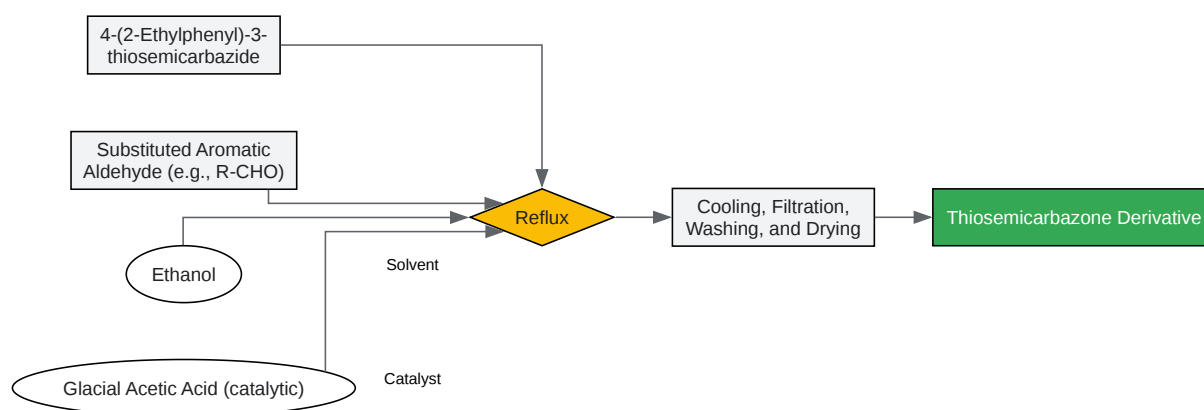 4-(2-Ethylphenyl)-3-
thiosemicarbazide
Substituted Aromatic
Aldehyde (e.g., R-CHO)
Reflux
Cooling, Filtration,
Washing, and Drying
Thiosemicarbazone Derivative
Ethanol
Solvent
Glacial Acetic Acid (catalytic)
Catalyst